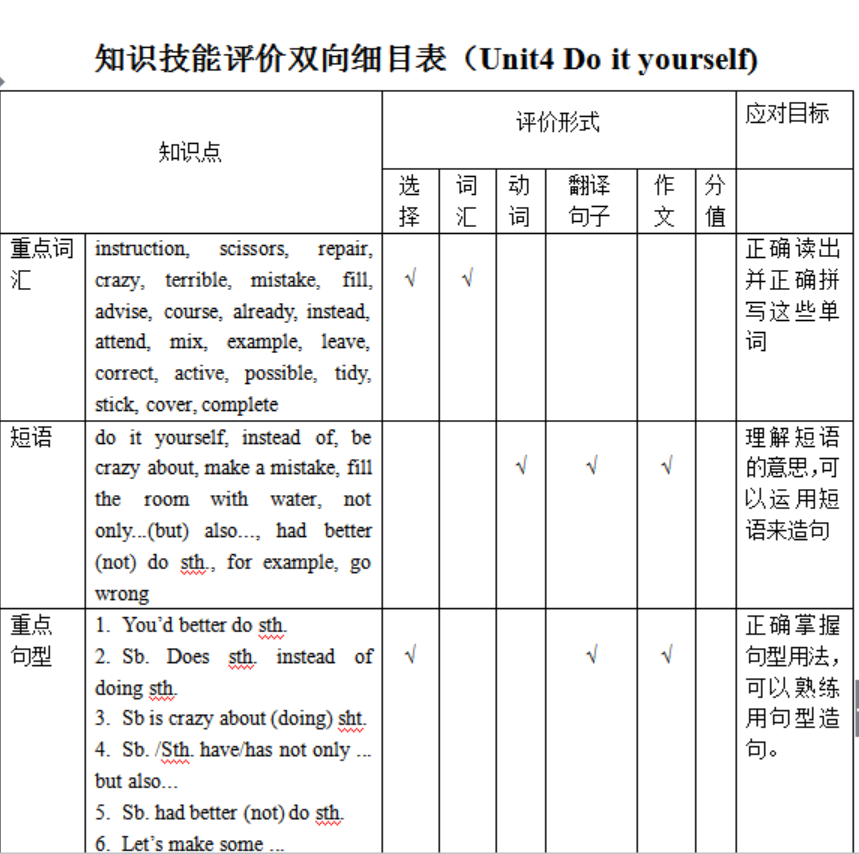 知识技能评价双向细目表（Unit4 Do it yourself)
知识点
评价形式
应对目标
选择
词汇
动词
翻译句子
作文
分值
重点词汇
instruction, scissors, repair,
crazy, terrible, mistake, fill,
advise, course, already, instead,
attend, mix, example, leave,
correct, active, possible, tidy,
stick, cover, complete
√
√
正确读出
并正确拼
写这些单
词
短语
do it yourself, instead of, be
crazy about, make a mistake, fill
the room with water, not
only...(but) also..., had better
(not) do sth., for example, go
wrong
√
√
√
理解短语
的意思,可
以运用短
语来造句
重点
句型
1. You’d better do sth.
2. Sb. Does sth. instead of
doing sth.
3. Sb is crazy about (doing) sht.
4. Sb. /Sth. have/has not only ...
but also...
5. Sb. had better (not) do sth.
6. Let’s make some ...
√
√
√
正确掌握
句型用法,
可以熟练
用句型造
句。